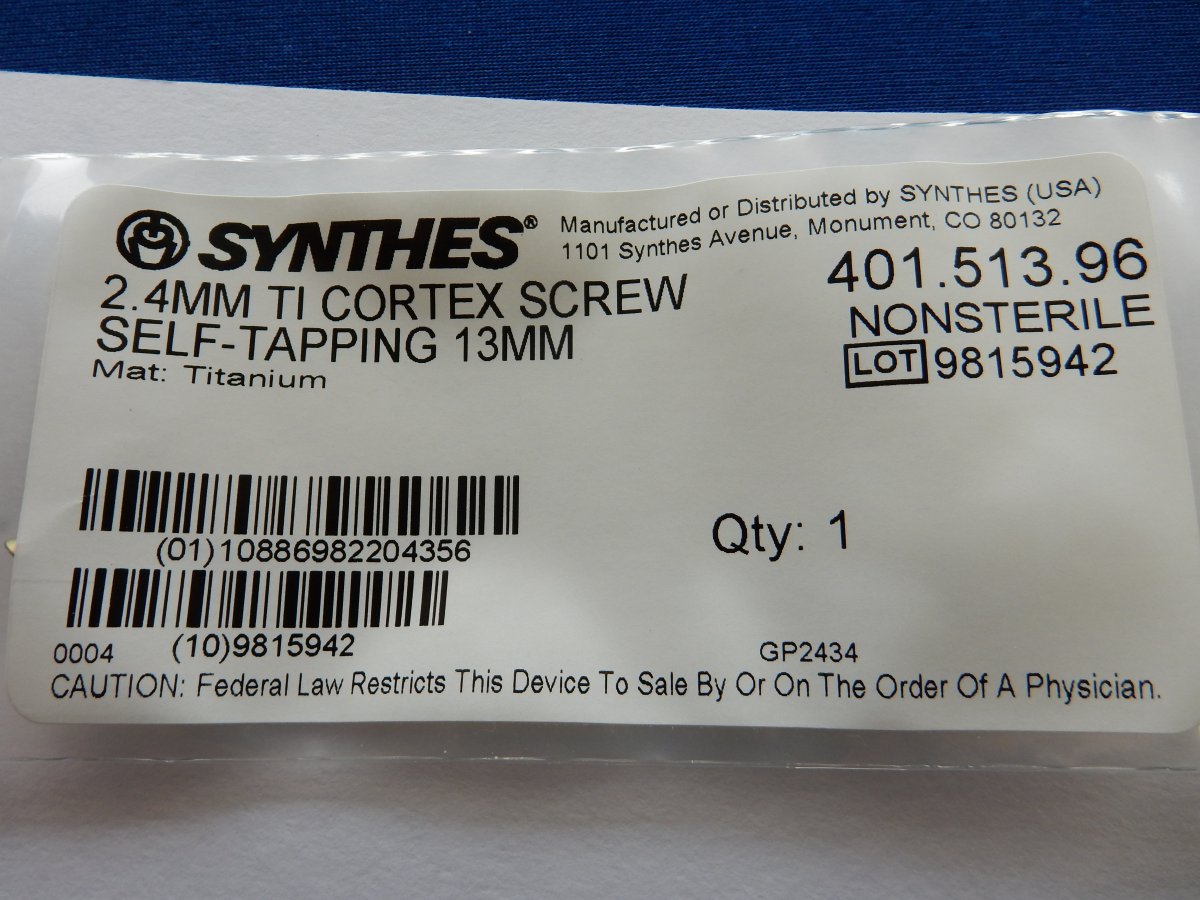 SYNTHES®
Manufactured or Distributed by SYNTHES (USA)
1101 Synthes Avenue, Monument, CO 80132
2.4MM TI CORTEX SCREW
SELF-TAPPING 13MM
Mat: Titanium
401.513.96
NONSTERILE
LOT 9815942
(01)10886982204356
Qty: 1
(10)9815942
0004
GP2434
CAUTION: Federal Law Restricts This Device To Sale By Or On The Order Of A Physician.